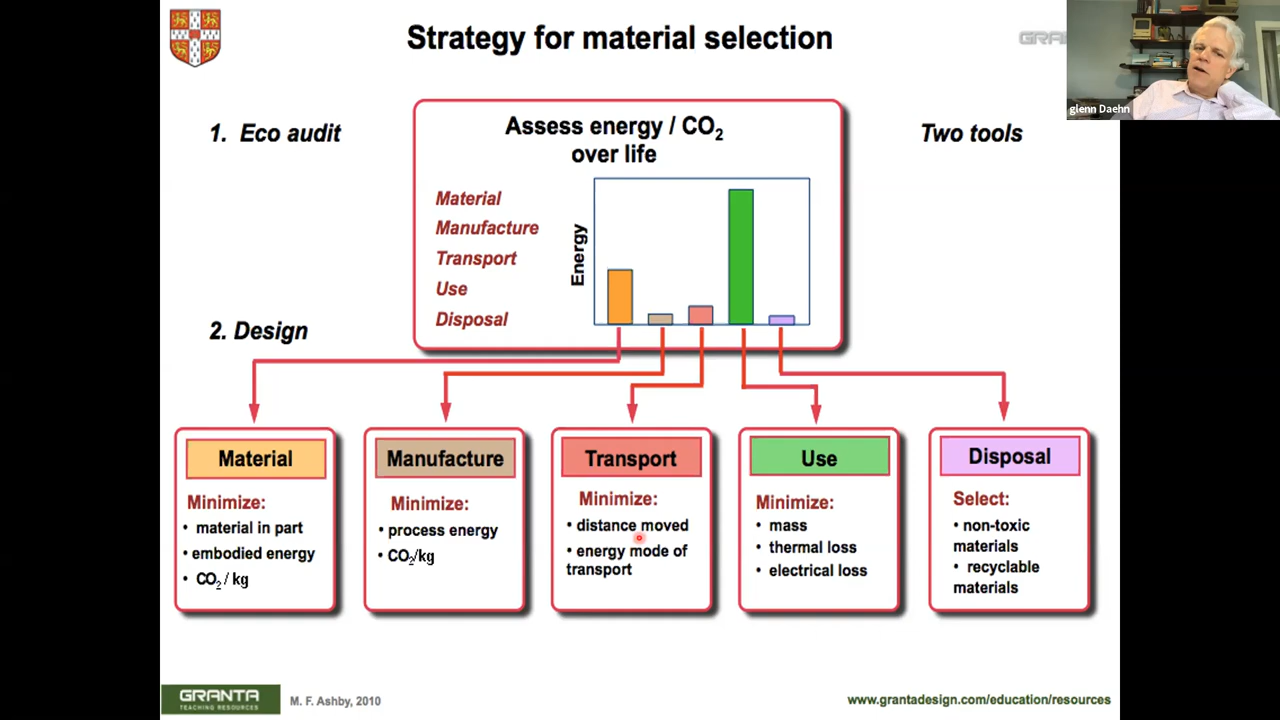 Strategy for material selection
GRA
glenn Daehn
1. Eco audit
Assess energy / CO2
over life
Two tools
Material
Manufacture
Transport
Use
Disposal
Energy
2. Design
Material
Minimize:
• material in part
• embodied energy
• CO2 / kg
Manufacture
Minimize:
• process energy
• CO2/kg
Transport
Minimize:
• distance moved
• energy mode of
transport
Use
Minimize:
• mass
• thermal loss
• electrical loss
Disposal
Select:
• non-toxic
materials
• recyclable
materials
GRANTA
TEACHING RESOURCES
M. F. Ashby, 2010
www.grantadesign.com/education/resources